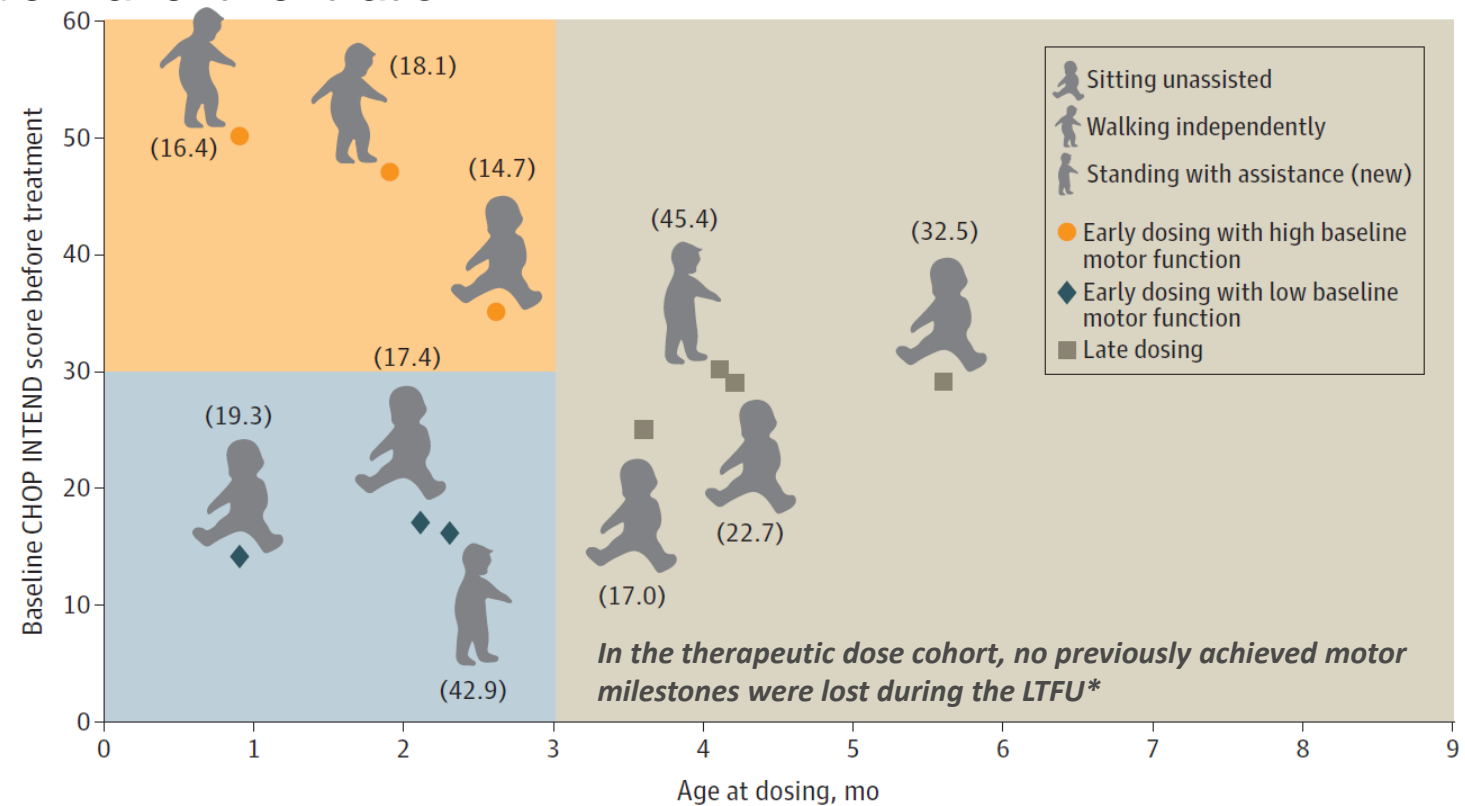 60
50
40
30
20
10
0
Baseline CHOP INTEND score before treatment
(16.4)
(18.1)
(14.7)
(17.4)
(19.3)
(42.9)
(45.4)
(32.5)
(22.7)
(17.0)
Sitting unassisted
Walking independently
Standing with assistance (new)
Early dosing with high baseline
motor function
Early dosing with low baseline
motor function
Late dosing
In the therapeutic dose cohort, no previously achieved motor
milestones were lost during the LTFU*
0 1 2 3 4 5 6 7 8 9
Age at dosing, mo